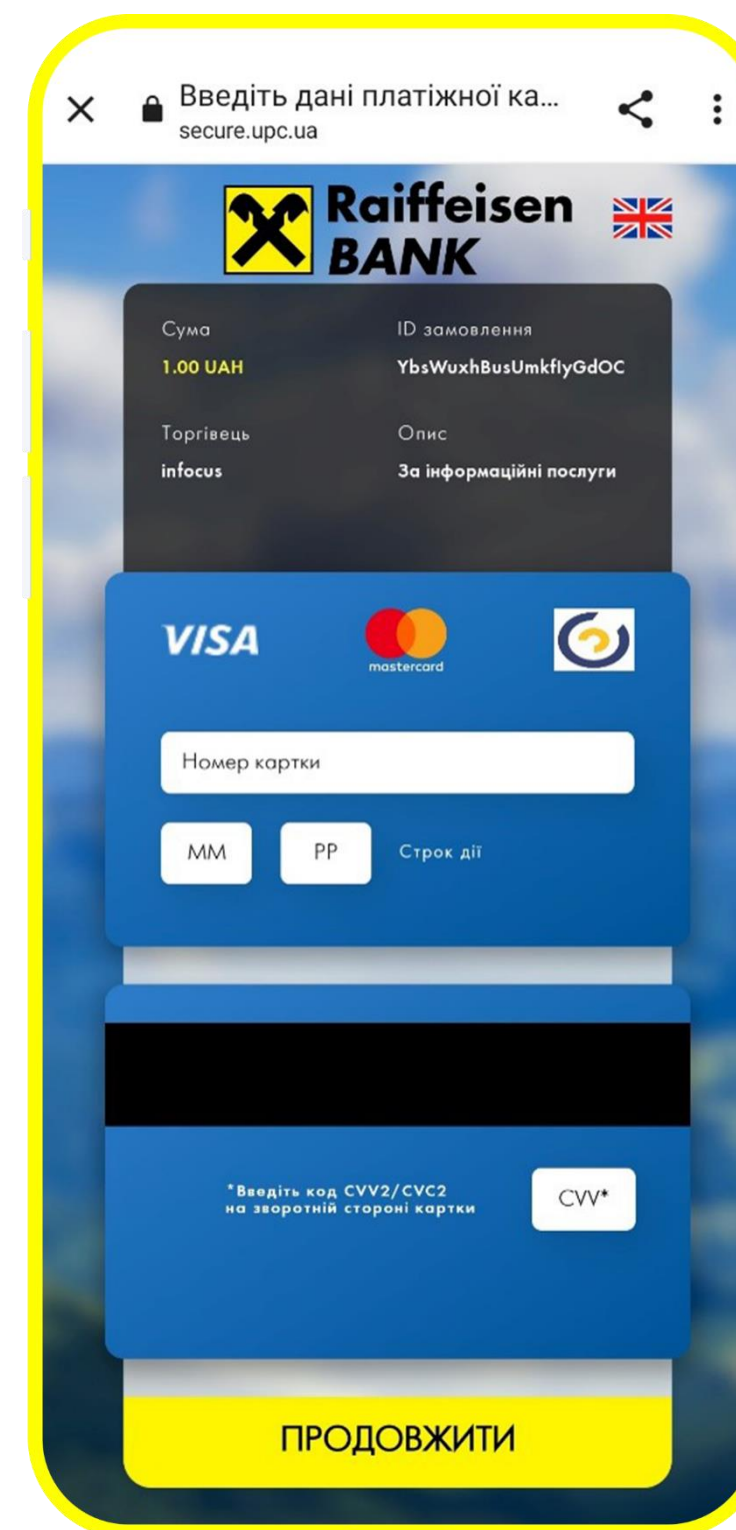 Введіть дані платіжної ка...
secure.upc.ua
Raiffeisen
BANK
Сума
1.00 UAH
ID замовлення
YbsWuxhBusUmkfIyGdOC
Торгівець
infocus
Опис
За інформаційні послуги
VISA
mastercard
Номер картки
ММ
РР
Строк дії
*Введіть код CVV2/CVC2
на зворотній стороні картки
CVV*
ПРОДОВЖИТИ